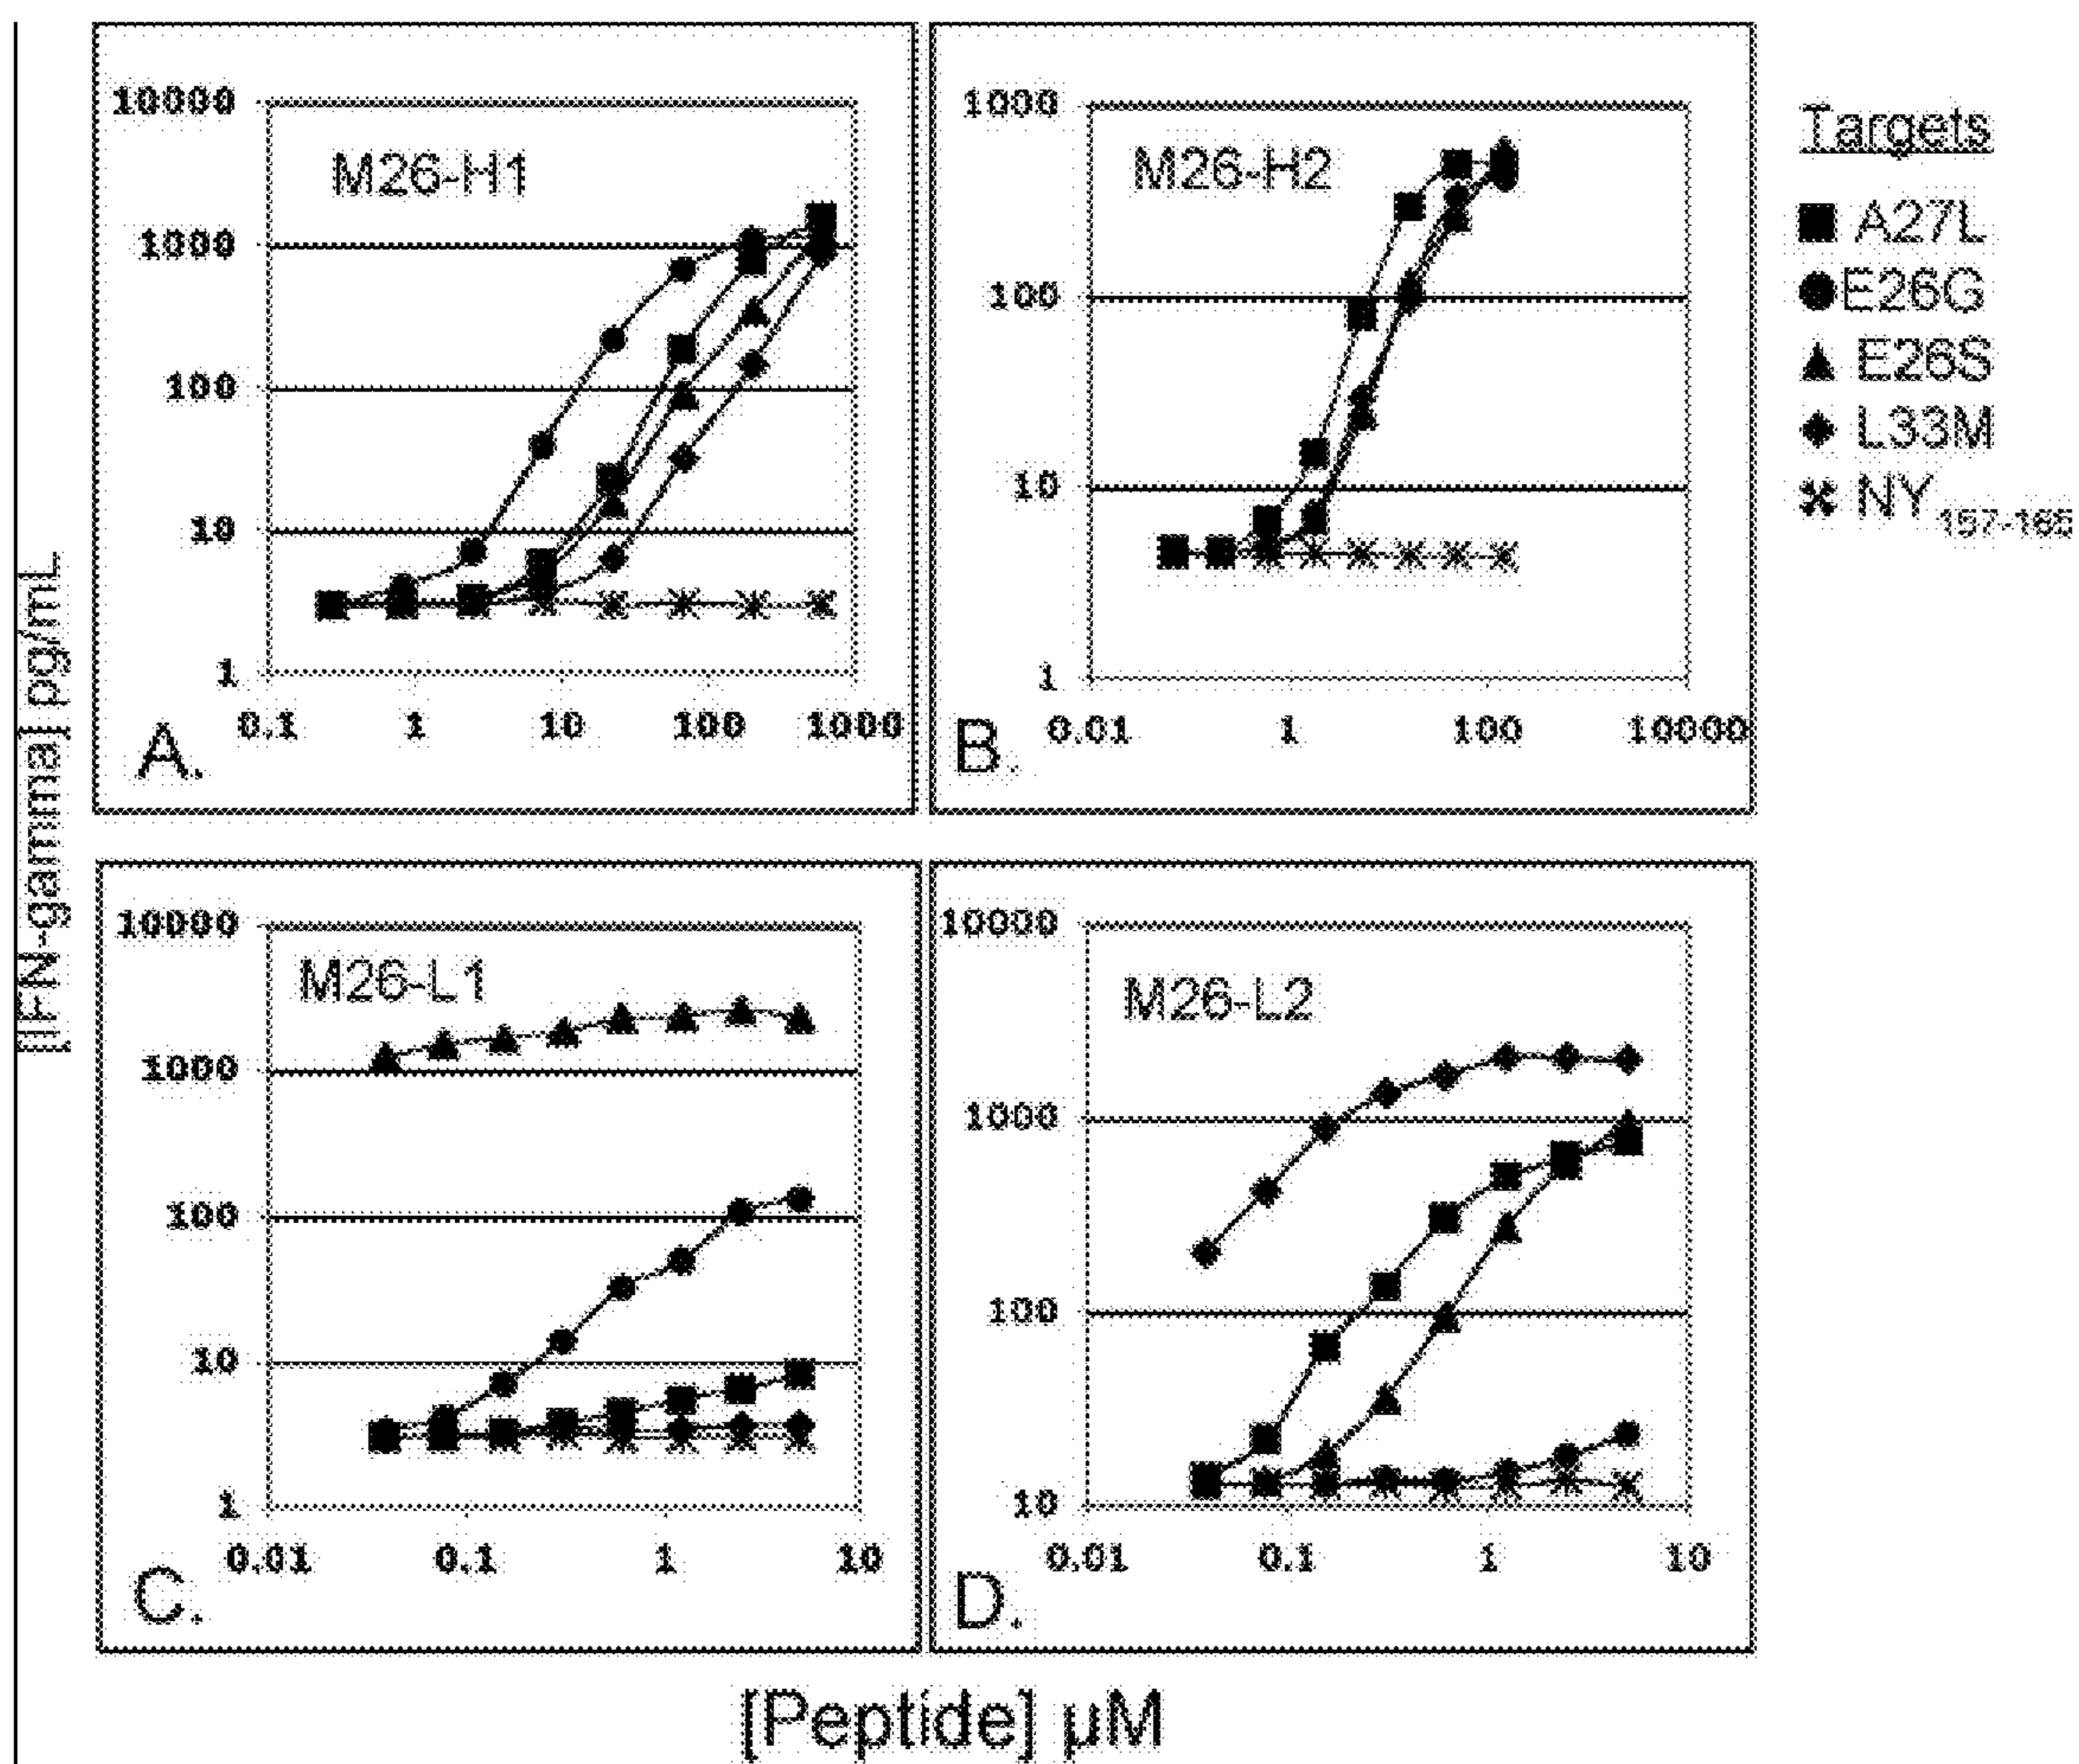 [IFN-gamma] pg/mL
M26-H1
10000
1000
100
10
1
0.1 1 10 100 1000
A.
M26-H2
1000
100
10
1
0.01 1 100 10000
B.
Targets
A27L
E26G
E26S
L33M
NY 157-165
M26-L1
10000
1000
100
10
1
0.01 0.1 1 10
C.
M26-L2
10000
1000
100
10
0.01 0.1 1 10
D.
[Peptide] µM